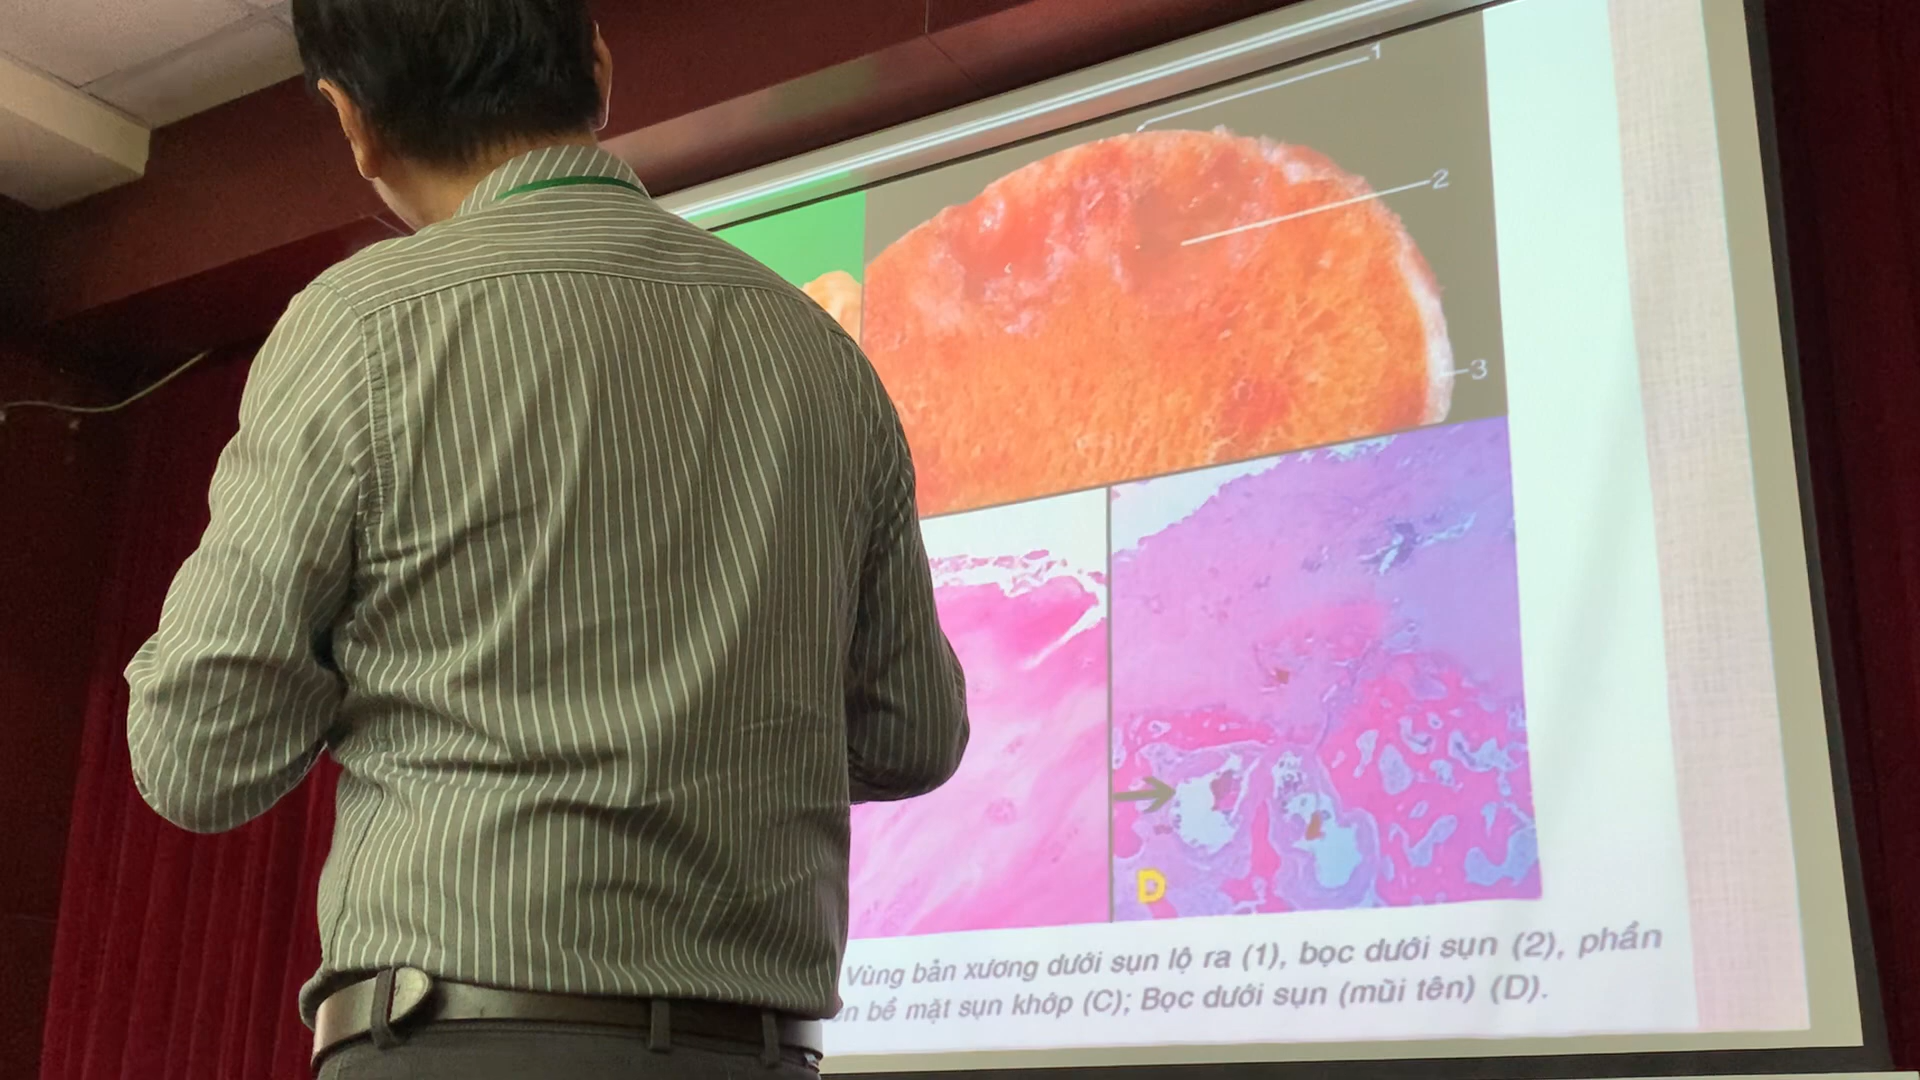 1
2
3
D
Vùng bản xương dưới sụn lộ ra (1), bọc dưới sụn (2), phần
bề mặt sụn khớp (C); Bọc dưới sụn (mũi tên) (D).